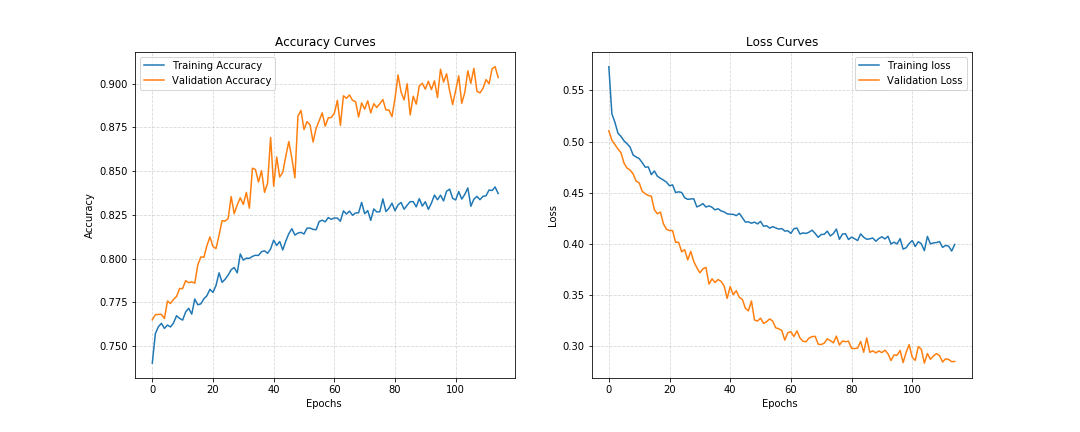 Accuracy Curves
Training Accuracy
Validation Accuracy
0.900
0.875
0.850
0.825
0.800
0.775
0.750
Accuracy
0 20 40 60 80 100
Epochs
Loss Curves
Training loss
Validation Loss
0.55
0.50
0.45
0.40
0.35
0.30
Loss
0 20 40 60 80 100
Epochs